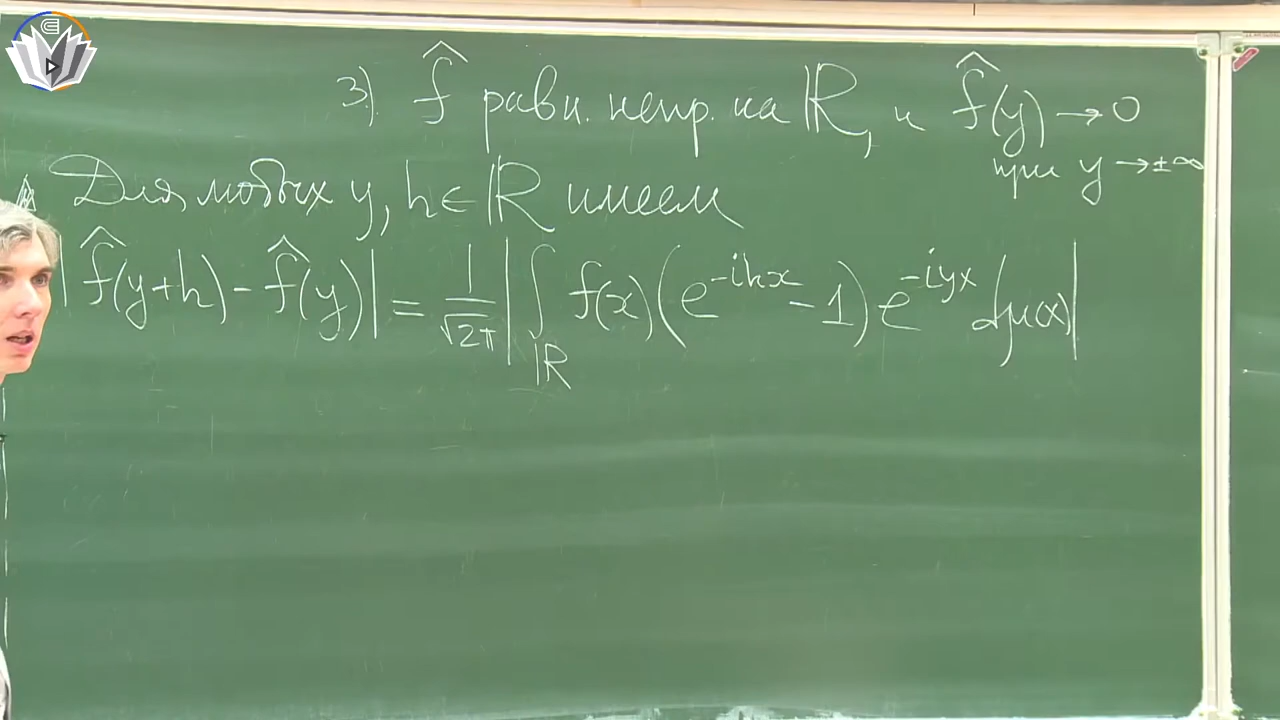 3). f̂ равн. непр. на ℝ, и f̂(y) → 0
при y → ±∞
Для любых y, h ∈ ℝ имеем
|f̂(y+h) - f̂(y)| = 1/√2π |∫_ℝ f(x)(e^{-ihx} - 1) e^{-iyx} dμ(x)|